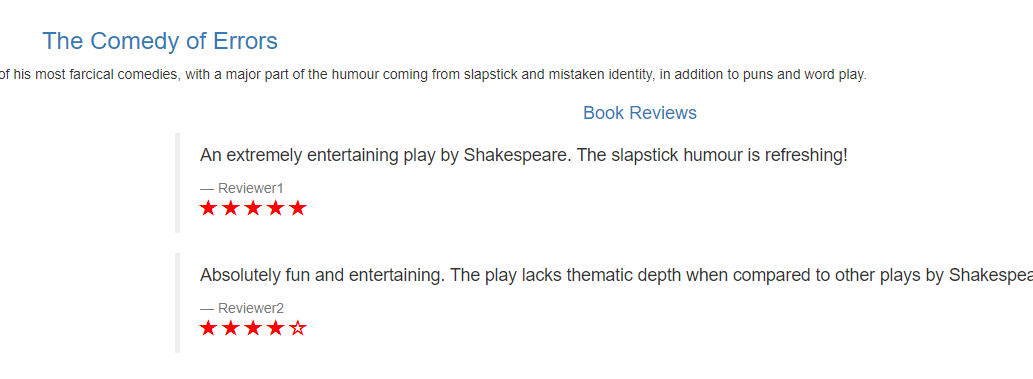 The Comedy of Errors
of his most farcical comedies, with a major part of the humour coming from slapstick and mistaken identity, in addition to puns and word play.
Book Reviews
An extremely entertaining play by Shakespeare. The slapstick humour is refreshing!
— Reviewer1
★★★★★
Absolutely fun and entertaining. The play lacks thematic depth when compared to other plays by Shakespea
— Reviewer2
★★★★☆